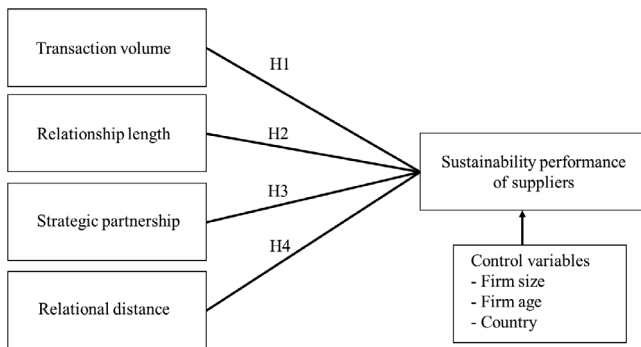 Transaction volume
H1
Relationship length
H2
Strategic partnership
H3
Relational distance
H4
Sustainability performance
of suppliers
Control variables
- Firm size
- Firm age
- Country